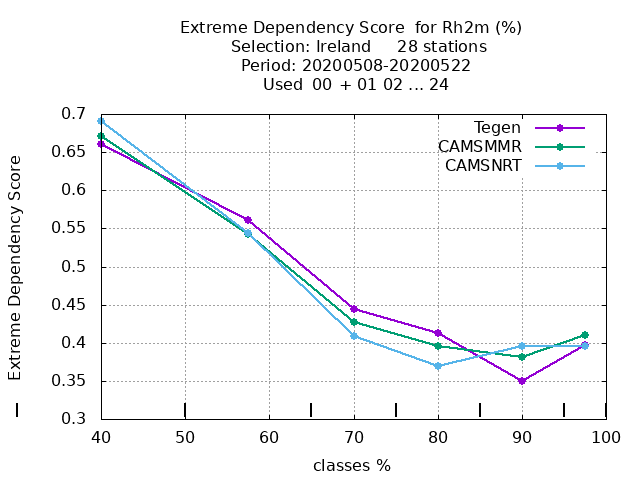 Extreme Dependency Score  for Rh2m (%)
Selection: Ireland     28 stations
Period: 20200508-20200522
Used  00 + 01 02 ... 24
Tegen
CAMSMMR
CAMSNRT
0.7
0.65
0.6
0.55
0.5
0.45
0.4
0.35
0.3
Extreme Dependency Score
40 50 60 70 80 90 100
classes %